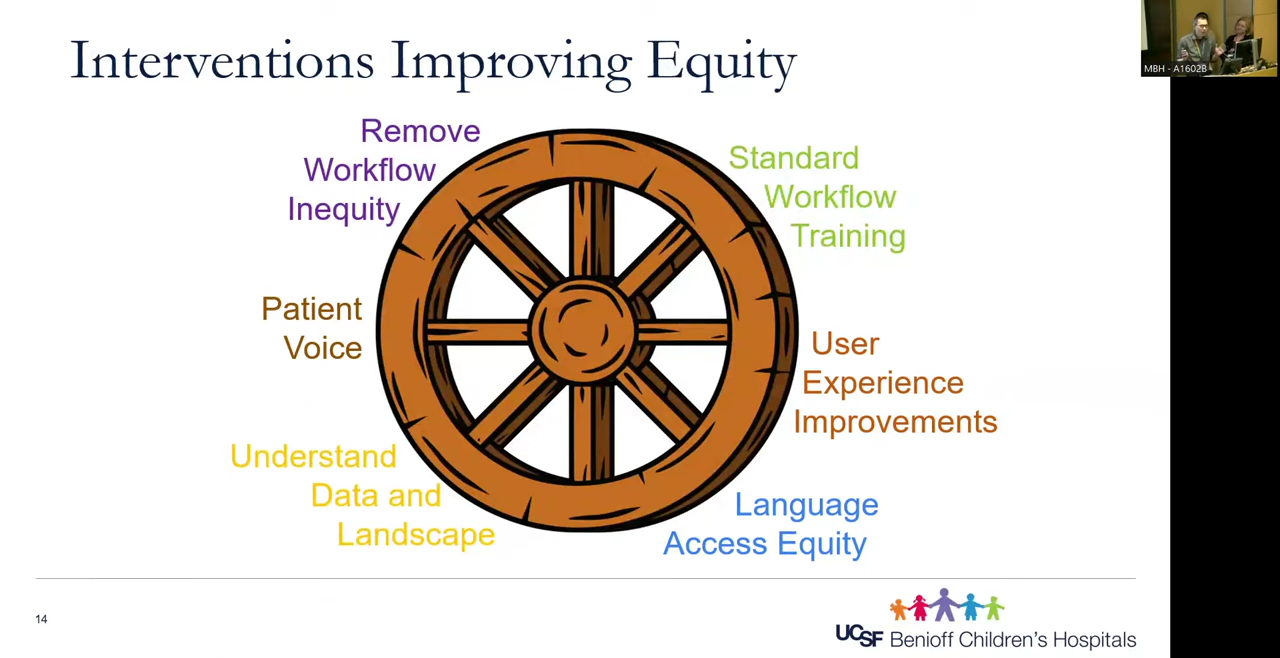 Interventions Improving Equity
MBH - A1602B
Remove
Workflow
Inequity
Standard
Workflow
Training
Patient
Voice
User
Experience
Improvements
Understand
Data and
Landscape
Language
Access Equity
14
UCSF Benioff Children's Hospitals